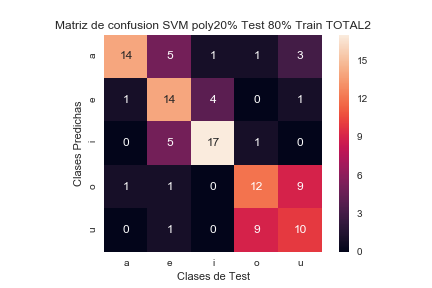 Matriz de confusion SVM poly20% Test 80% Train TOTAL2
Clases Predichas
a 14 5 1 1 3
e 1 14 4 0 1
i 0 5 17 1 0
o 1 1 0 12 9
u 0 1 0 9 10
a e i o u
Clases de Test
15
12
9
6
3
0